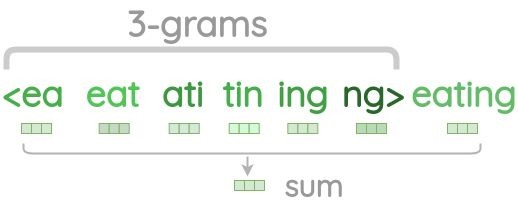 3-grams
<ea eat ati tin ing ng> eating
sum